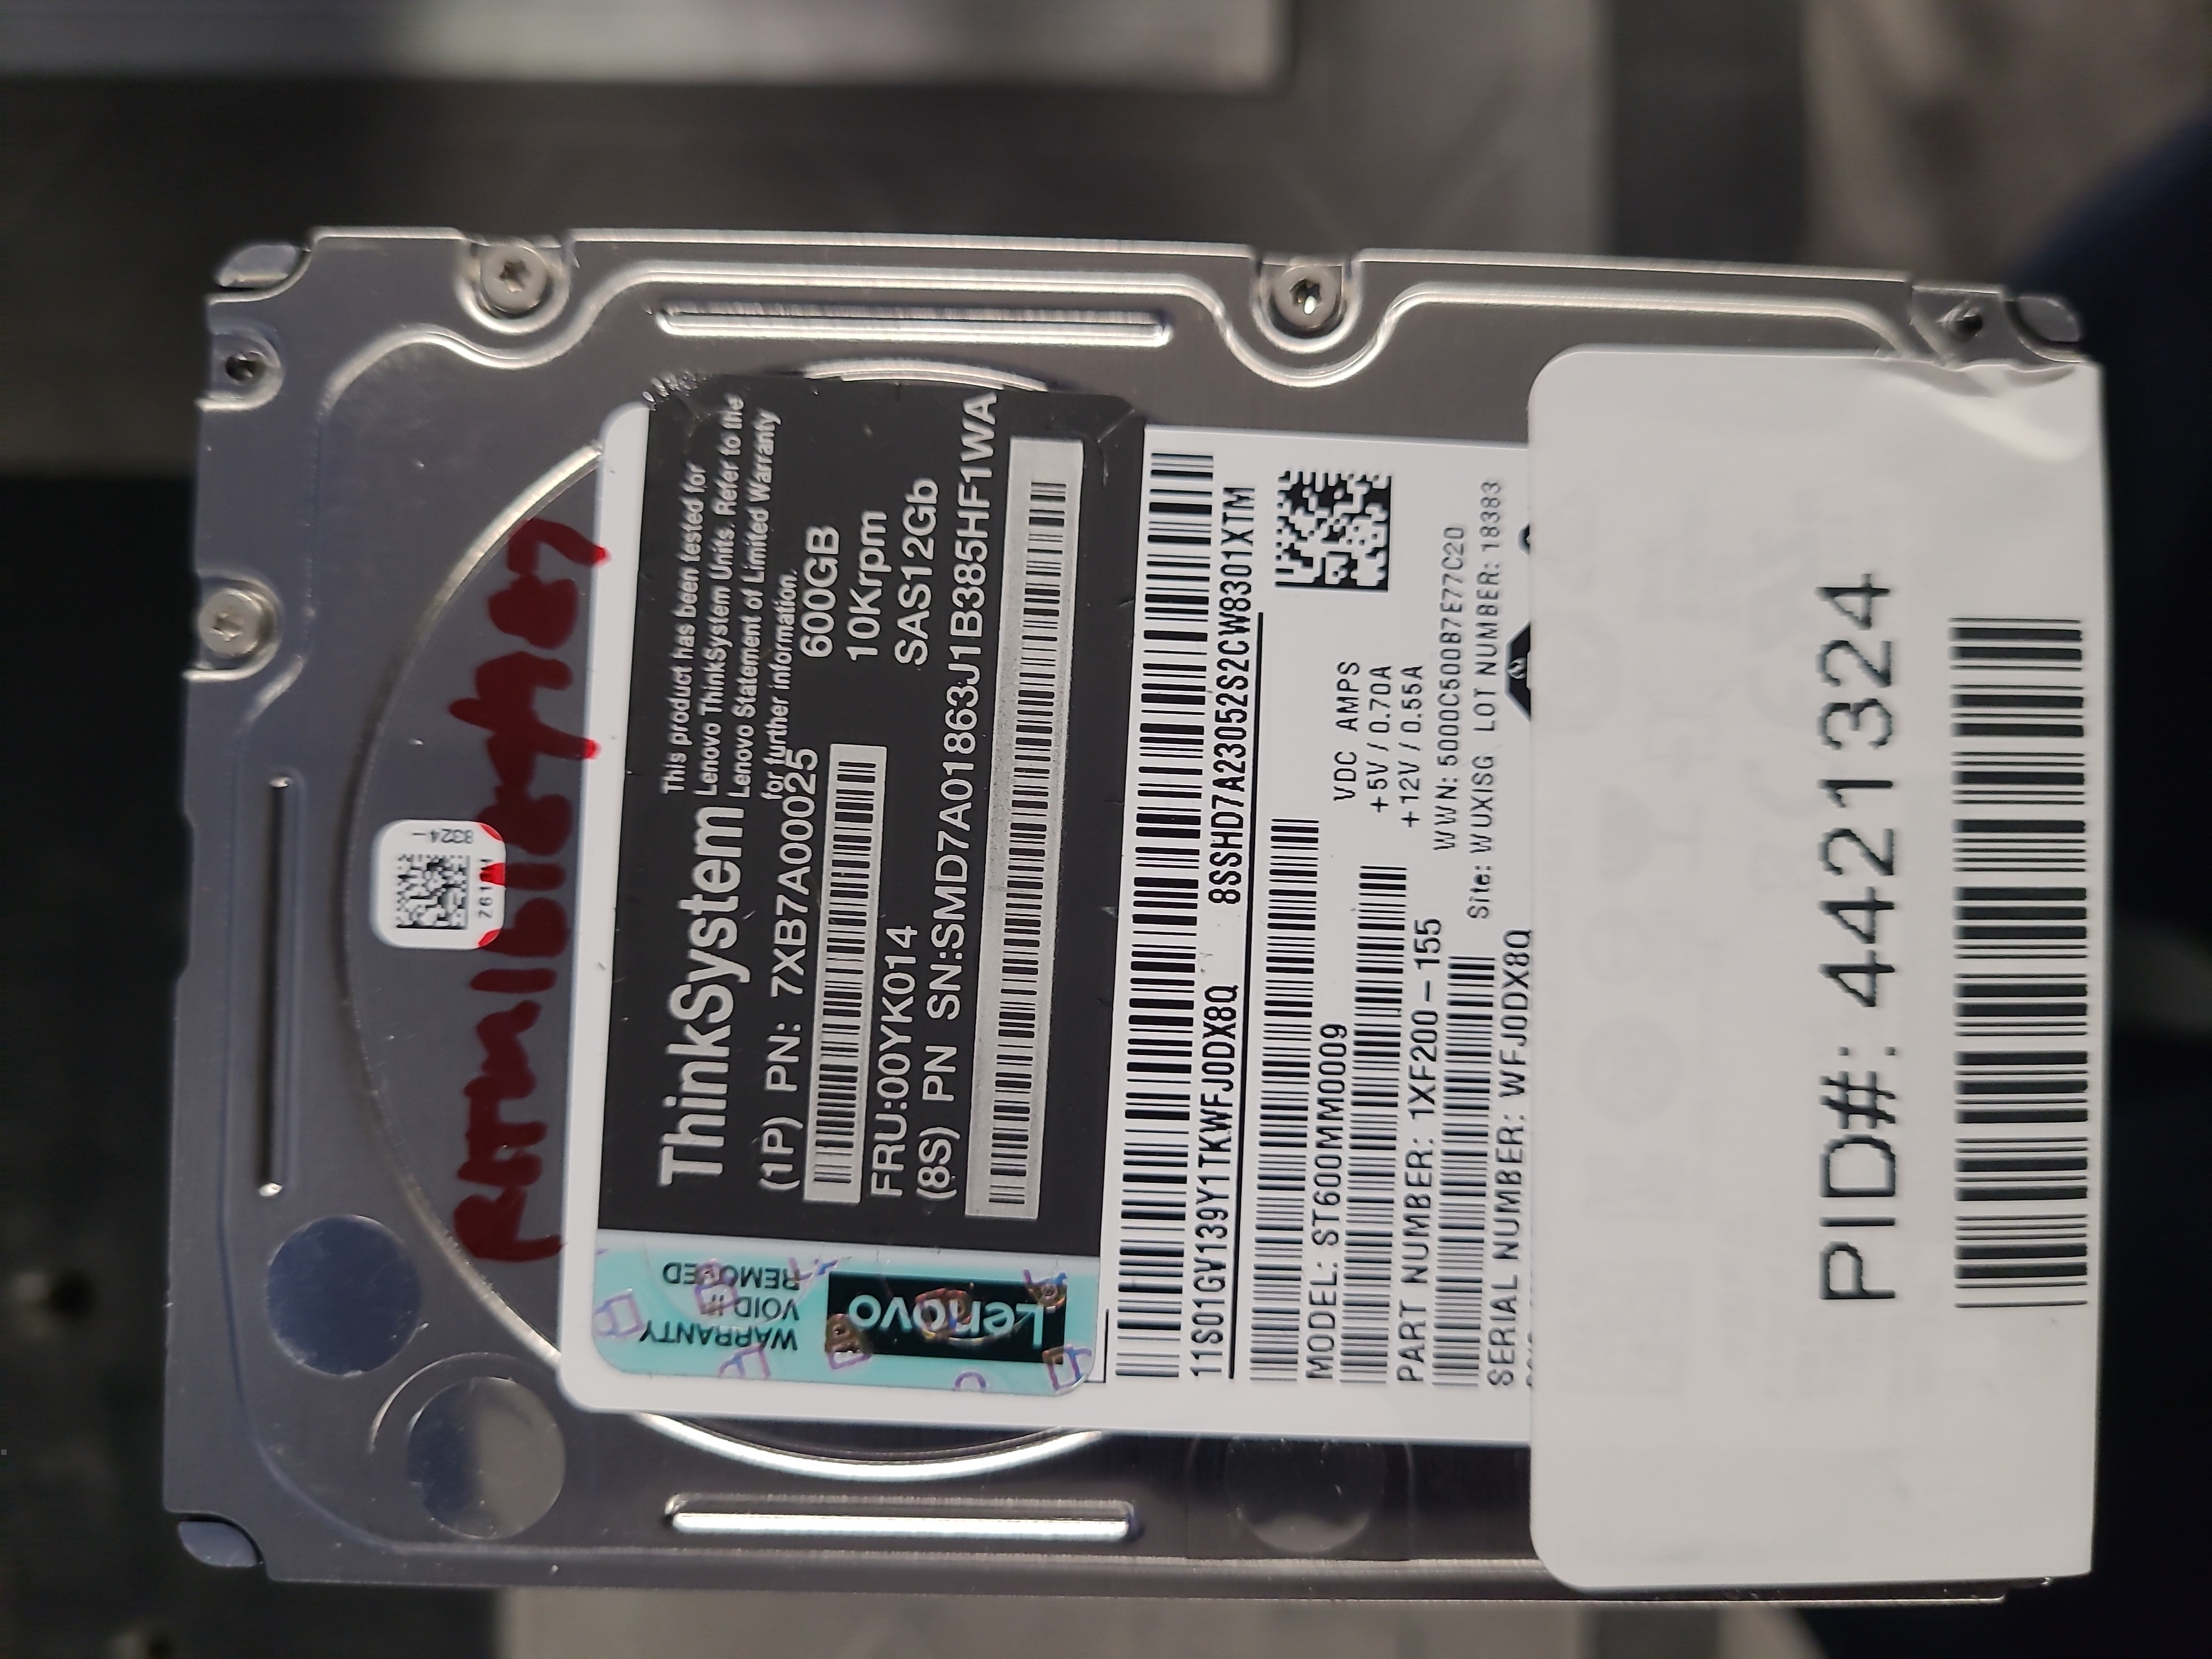 8324-
WARRANTY
VOID IF
REMOVED
Lenovo
ThinkSystem
This product has been tested for
Lenovo ThinkSystem Units. Refer to the
Lenovo Statement of Limited Warranty
for further information.
(1P) PN: 7XB7A00025
600GB
10Krpm
SAS12Gb
FRU:00YK014
(8S) PN SN:SMD7A01863J1B385HF1WA
11S01GV139Y1TKWFJ0DX8Q 8SSHD7A23052S2CW8301XTM
MODEL: ST600MM0009
VDC AMPS
+5V / 0.70A
+12V / 0.55A
PART NUMBER: 1XF200-155
WWN: 5000C500B7E77C20
Site: WUXISG LOT NUMBER: 18383
SERIAL NUMBER: WFJ0DX8Q
PID#: 4421324